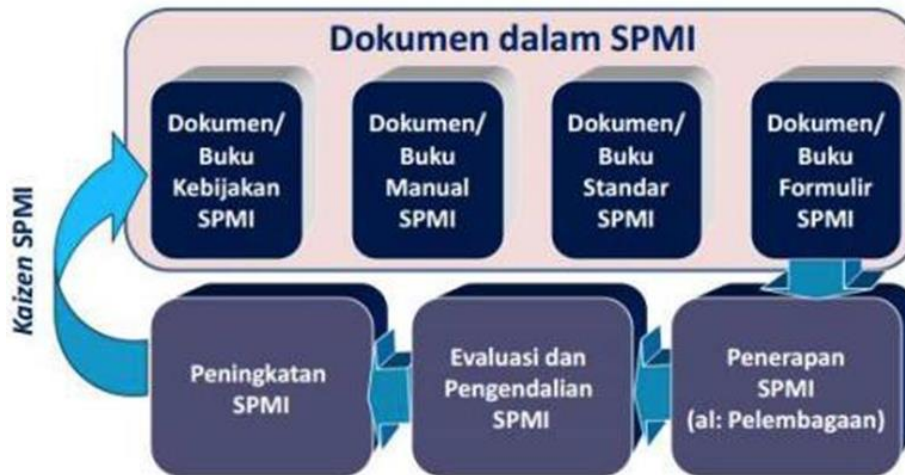 Dokumen dalam SPMI
Dokumen/
Buku
Kebijakan
SPMI
Dokumen/
Buku
Manual
SPMI
Dokumen/
Buku
Standar
SPMI
Dokumen/
Buku
Formulir
SPMI
Kaizen SPMI
Peningkatan
SPMI
Evaluasi dan
Pengendalian
SPMI
Penerapan
SPMI
(al: Pelembagaan)